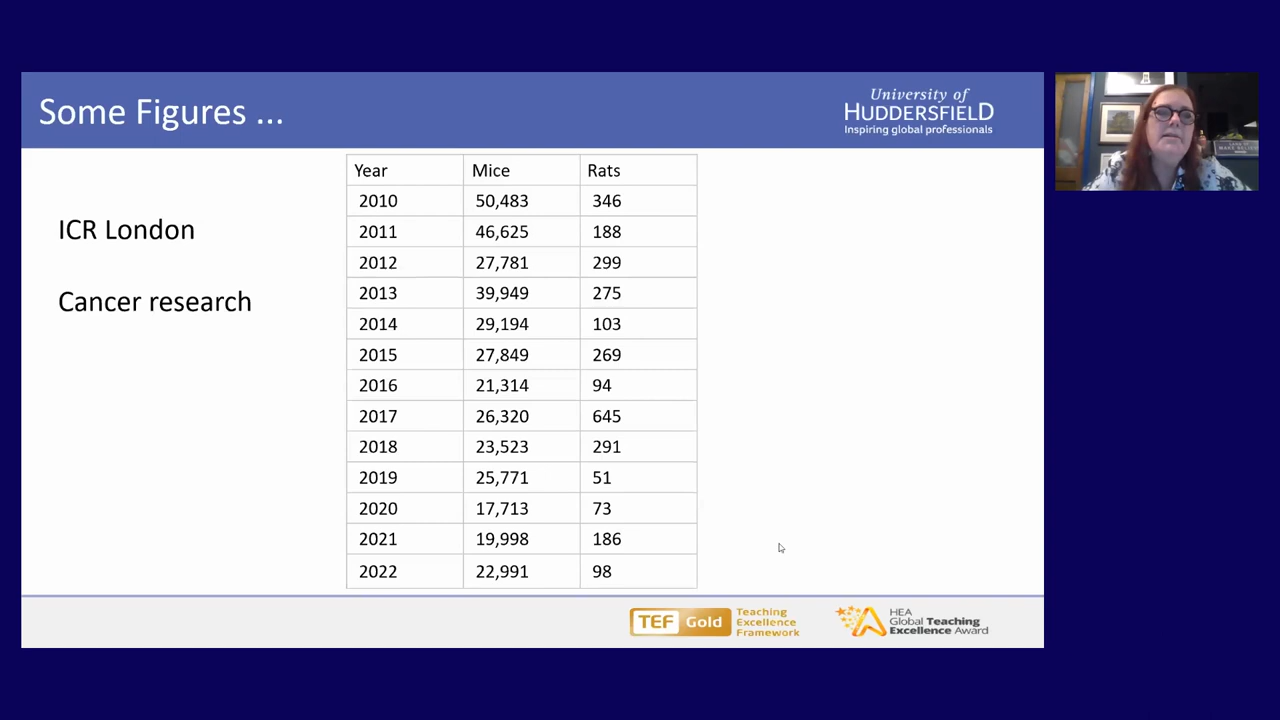 Some Figures ...
University of
HUDDERSFIELD
Inspiring global professionals
ICR London
Cancer research
Year Mice Rats
2010 50,483 346
2011 46,625 188
2012 27,781 299
2013 39,949 275
2014 29,194 103
2015 27,849 269
2016 21,314 94
2017 26,320 645
2018 23,523 291
2019 25,771 51
2020 17,713 73
2021 19,998 186
2022 22,991 98
TEF Gold
Teaching
Excellence
Framework
HEA
Global Teaching
Excellence Award